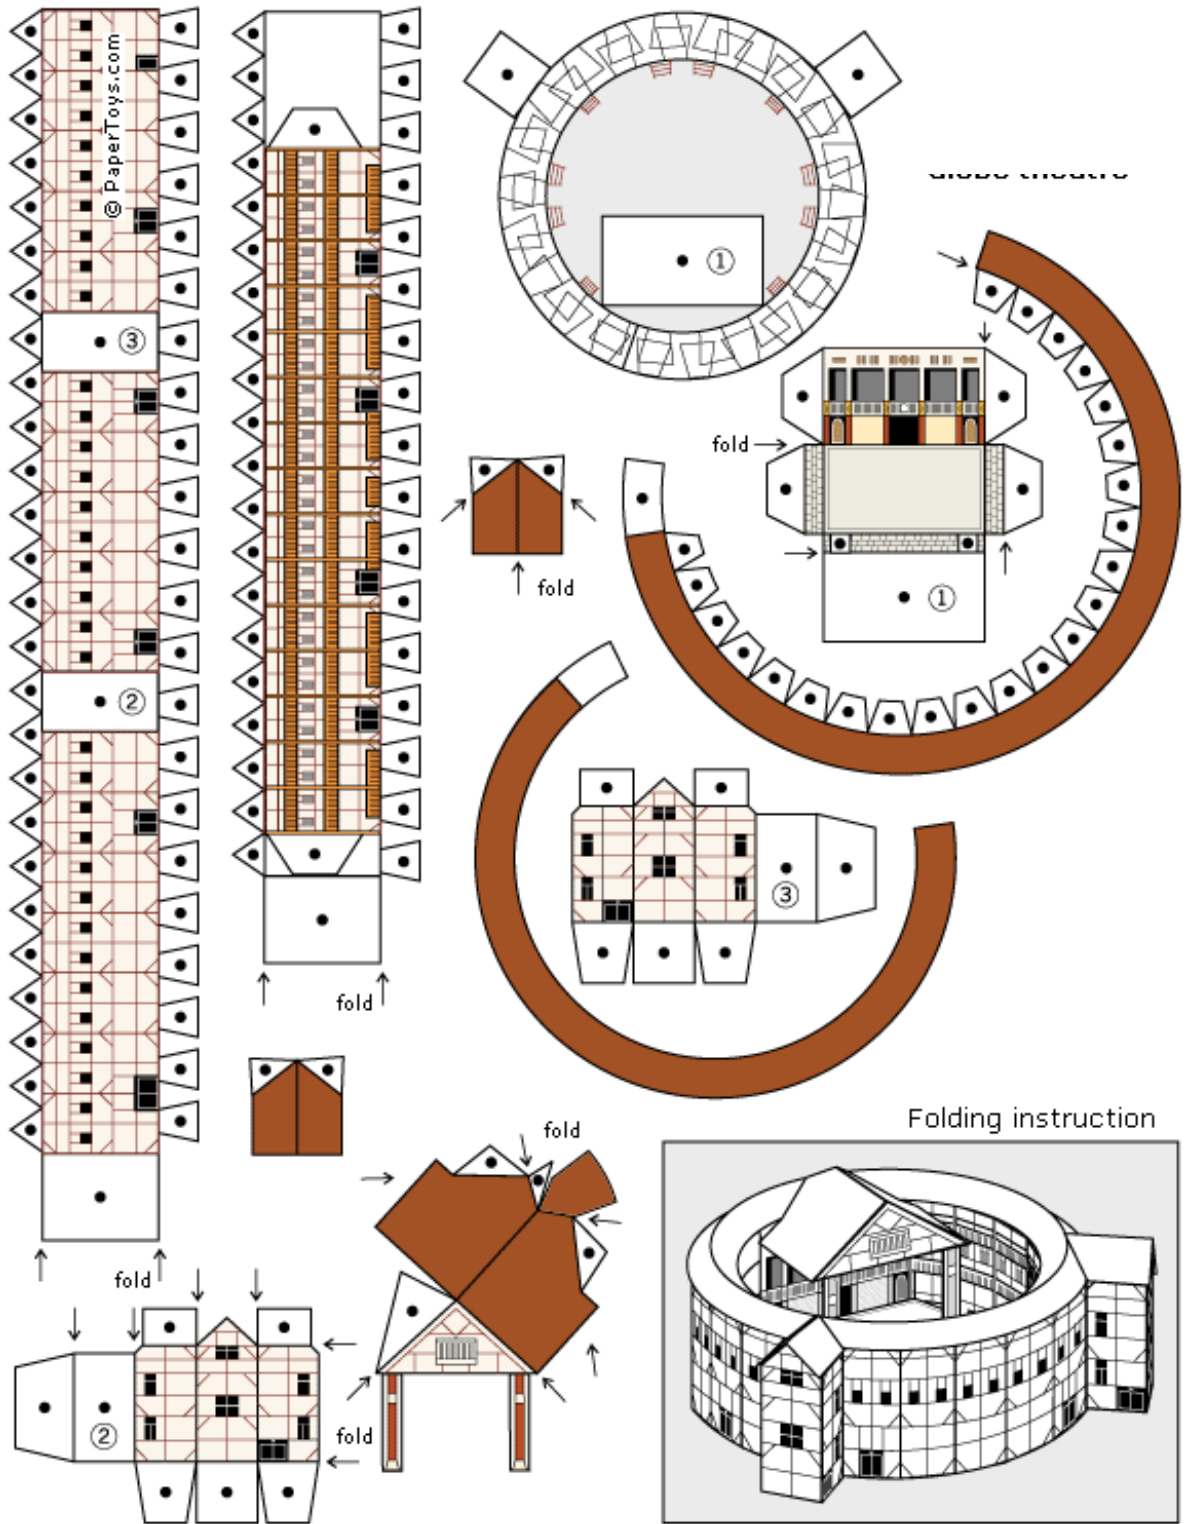 © PaperToys.com
Globe theatre
①
③
fold
①
fold
②
③
fold
Folding instruction
fold
fold
②
fold